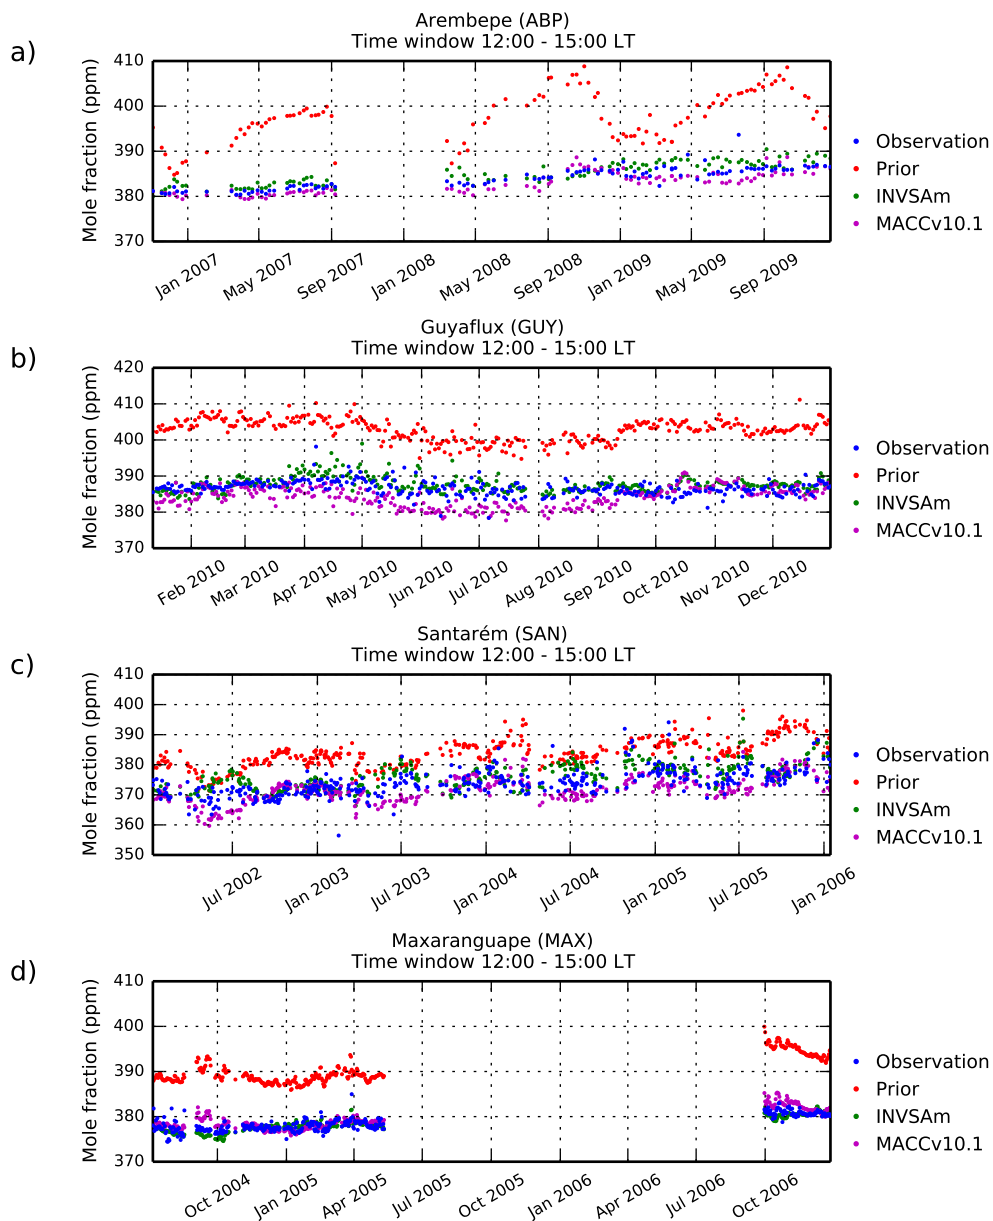 a)
Arembepe (ABP)
Time window 12:00 - 15:00 LT
Mole fraction (ppm)
410
400
390
380
370
Jan 2007
May 2007
Sep 2007
Jan 2008
May 2008
Sep 2008
Jan 2009
May 2009
Sep 2009
Observation
Prior
INVSAm
MACCv10.1
b)
Guyaflux (GUY)
Time window 12:00 - 15:00 LT
Mole fraction (ppm)
420
410
400
390
380
370
Feb 2010
Mar 2010
Apr 2010
May 2010
Jun 2010
Jul 2010
Aug 2010
Sep 2010
Oct 2010
Nov 2010
Dec 2010
Observation
Prior
INVSAm
MACCv10.1
c)
Santarém (SAN)
Time window 12:00 - 15:00 LT
Mole fraction (ppm)
410
400
390
380
370
360
350
Jul 2002
Jan 2003
Jul 2003
Jan 2004
Jul 2004
Jan 2005
Jul 2005
Jan 2006
Observation
Prior
INVSAm
MACCv10.1
d)
Maxaranguape (MAX)
Time window 12:00 - 15:00 LT
Mole fraction (ppm)
410
400
390
380
370
Oct 2004
Jan 2005
Apr 2005
Jul 2005
Oct 2005
Jan 2006
Apr 2006
Jul 2006
Oct 2006
Observation
Prior
INVSAm
MACCv10.1